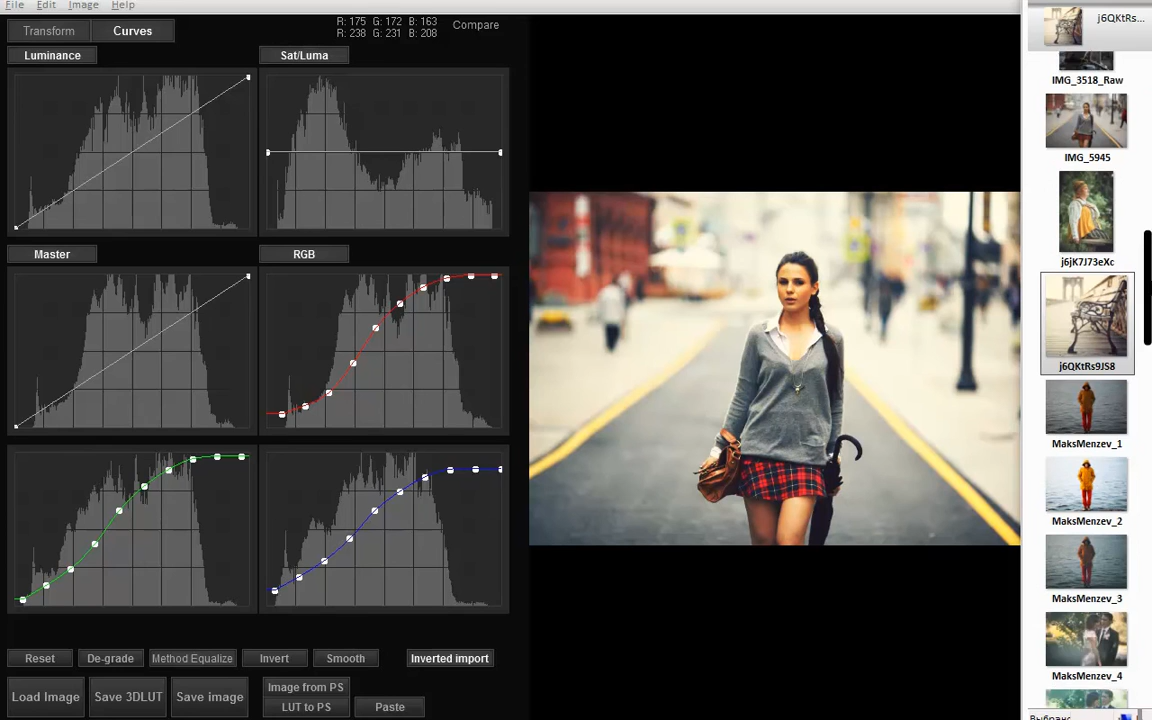 File Edit Image Help
Transform Curves
R: 175 G: 172 B: 163
R: 238 G: 231 B: 208
Compare
Luminance Sat/Luma
Master RGB
Reset De-grade Method Equalize Invert Smooth Inverted import
Load Image Save 3DLUT Save image
Image from PS
LUT to PS
Paste
j6QKtRs...
IMG_3518_Raw
IMG_5945
j6jK7J73eXc
j6QKtRs9JS8
MaksMenzev_1
MaksMenzev_2
MaksMenzev_3
MaksMenzev_4
Выбранс